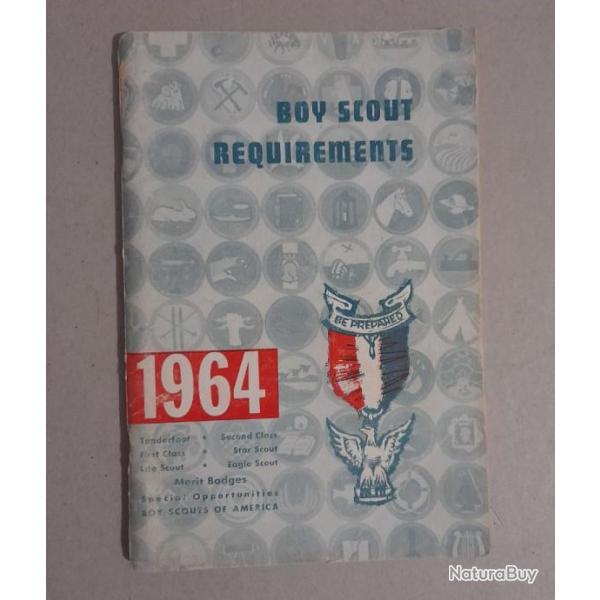 BOY SCOUT
REQUIREMENTS
BE PREPARED
1964
Tenderfoot • Second Class
First Class • Star Scout
Life Scout • Eagle Scout
Merit Badges
Special Opportunities
BOY SCOUTS OF AMERICA
NaturaBuy